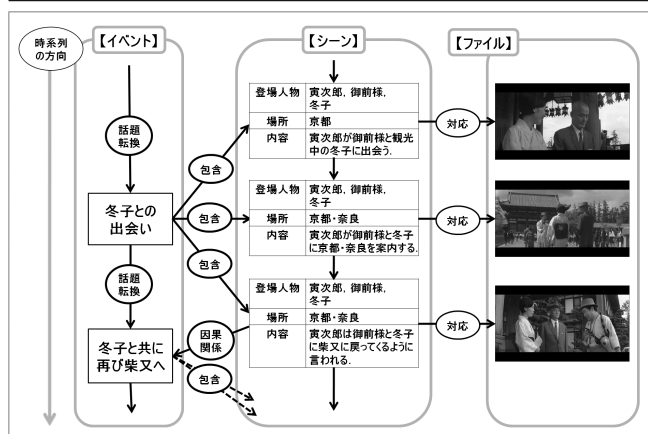 時系列
の方向
【イベント】
【シーン】
【ファイル】
話題
転換
冬子との
出会い
話題
転換
冬子と共に
再び柴又へ
包含
包含
包含
因果
関係
包含
登場人物
寅次郎, 御前様,
冬子
場所
京都
内容
寅次郎が御前様と観光
中の冬子に出会う.
登場人物
寅次郎, 御前様,
冬子
場所
京都・奈良
内容
寅次郎が御前様と冬子
に京都・奈良を案内する.
登場人物
寅次郎, 御前様,
冬子
場所
京都・奈良
内容
寅次郎は御前様と冬子
に柴又に戻ってくるように
言われる.
対応
対応
対応